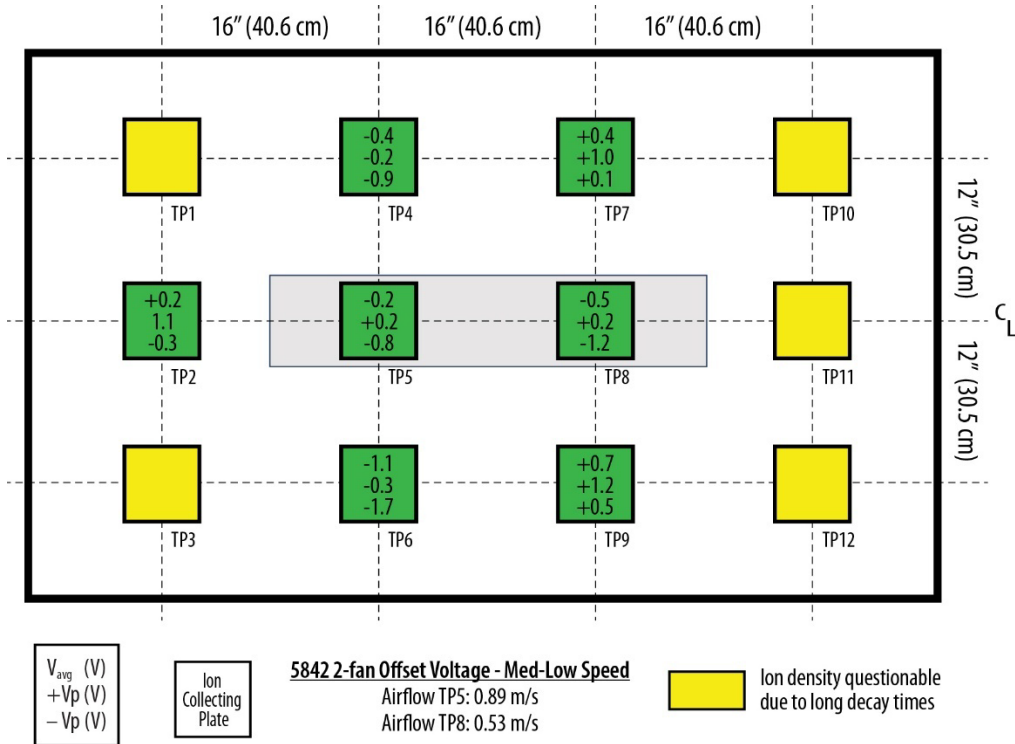 16” (40.6 cm) 16” (40.6 cm) 16” (40.6 cm)
-0.4
-0.2
-0.9
+0.4
+1.0
+0.1
TP1 TP4 TP7 TP10
12” (30.5 cm)
+0.2
1.1
-0.3
-0.2
+0.2
-0.8
-0.5
+0.2
-1.2
CL
TP2 TP5 TP8 TP11
12” (30.5 cm)
-1.1
-0.3
-1.7
+0.7
+1.2
+0.5
TP3 TP6 TP9 TP12
Vavg (V)
+Vp (V)
– Vp (V)
Ion
Collecting
Plate
5842 2-fan Offset Voltage - Med-Low Speed
Airflow TP5: 0.89 m/s
Airflow TP8: 0.53 m/s
Ion density questionable
due to long decay times